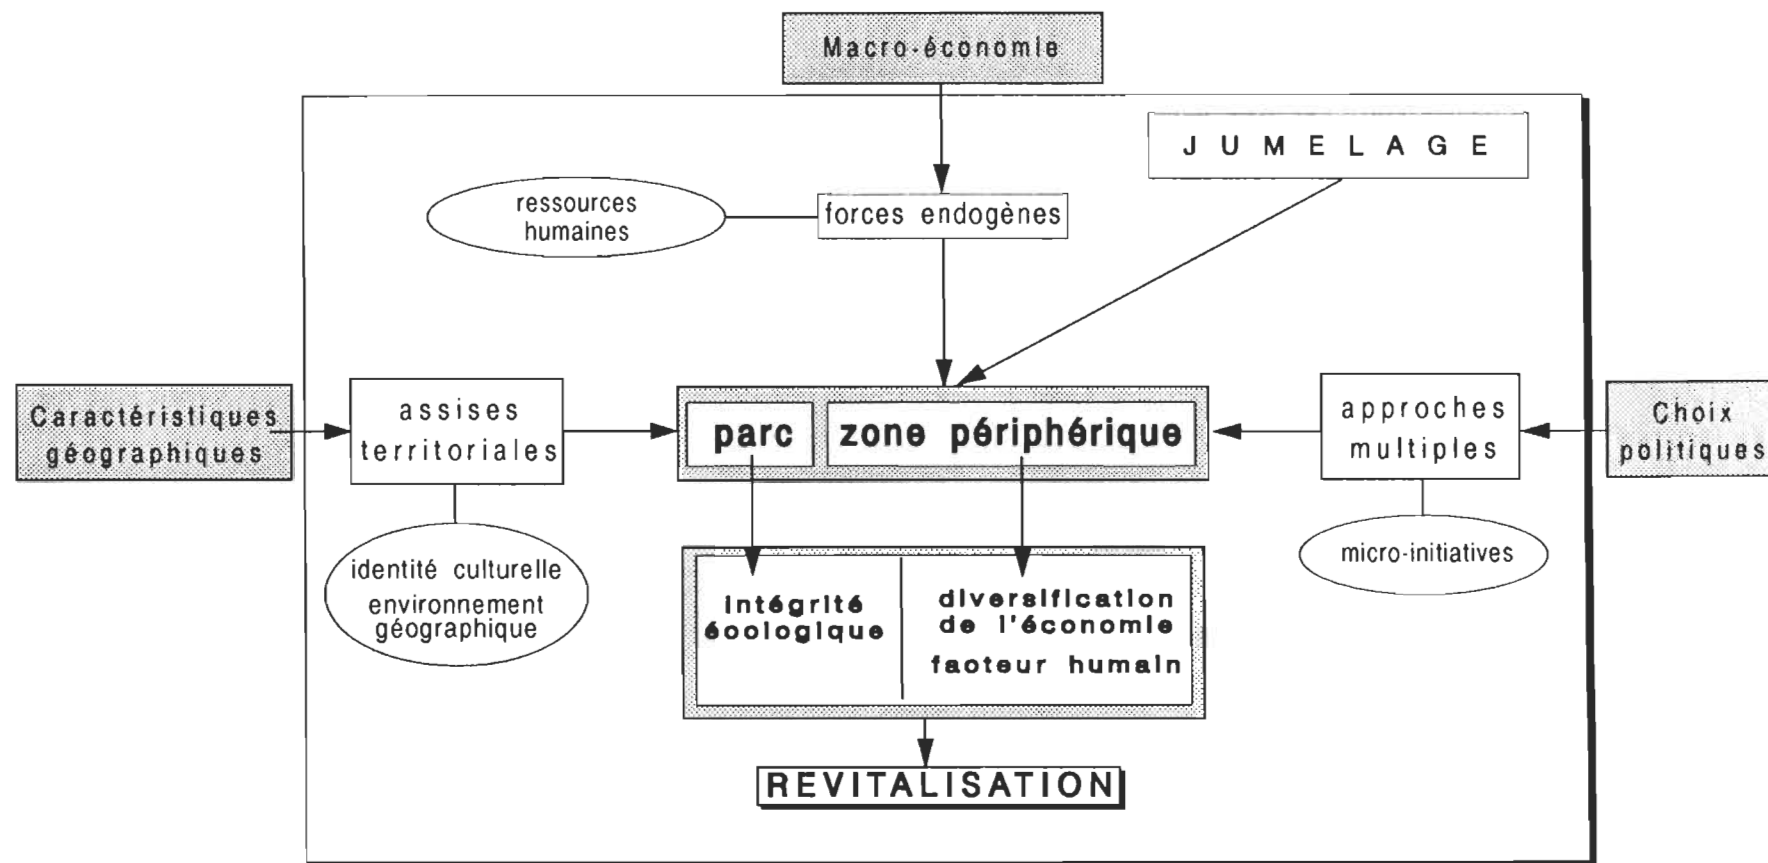 Macro-économie
JUMELAGE
ressources
humaines
forces endogènes
Caractéristiques
géographiques
assises
territoriales
parc
zone périphérique
approches
multiples
Choix
politiques
identité culturelle
environnement
géographique
micro-initiatives
intégrité
écologique
diversification
de l'économie
facteur humain
REVITALISATION